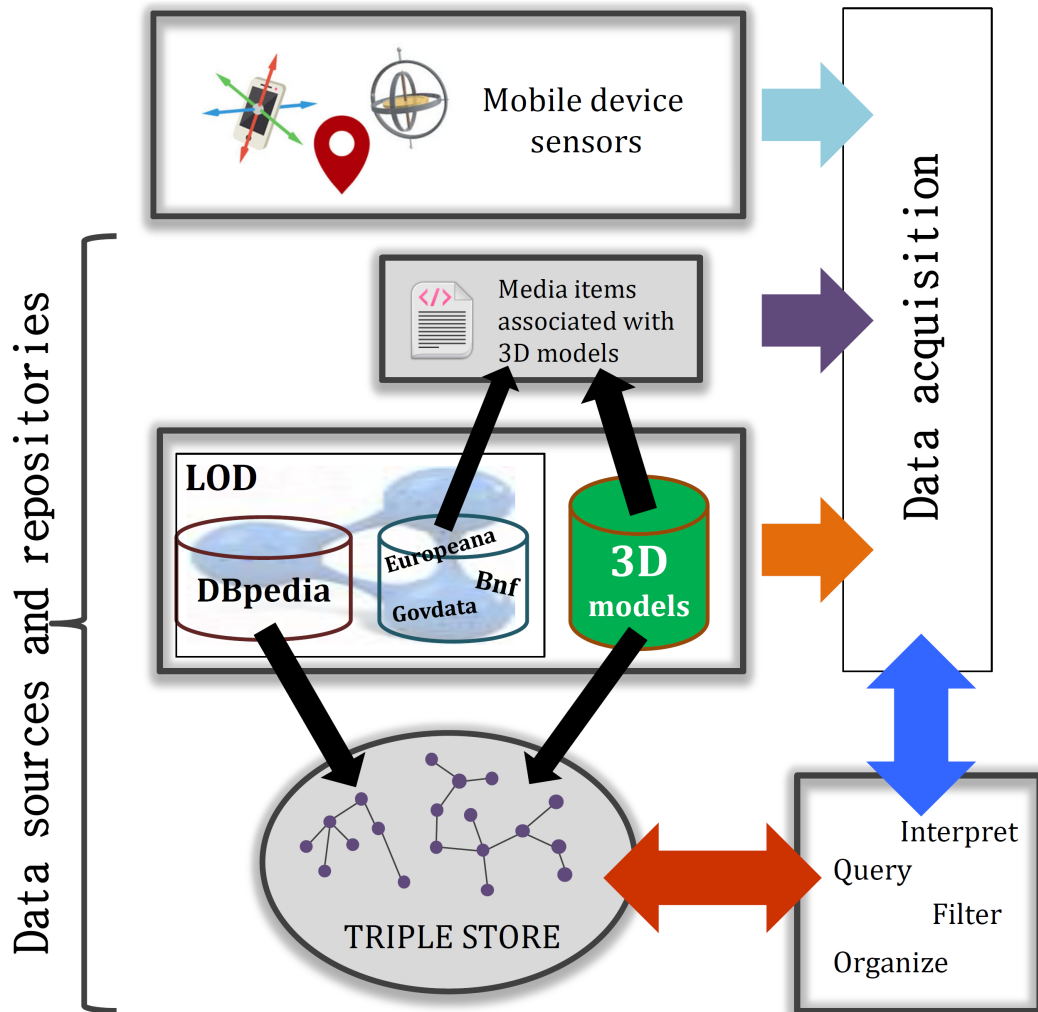 Mobile device
sensors
Data acquisition
Data sources and repositories
</>
Media items
associated with
3D models
LOD
DBpedia
Europeana
Bnf
Govdata
3D
models
TRIPLE STORE
Interpret
Query
Filter
Organize